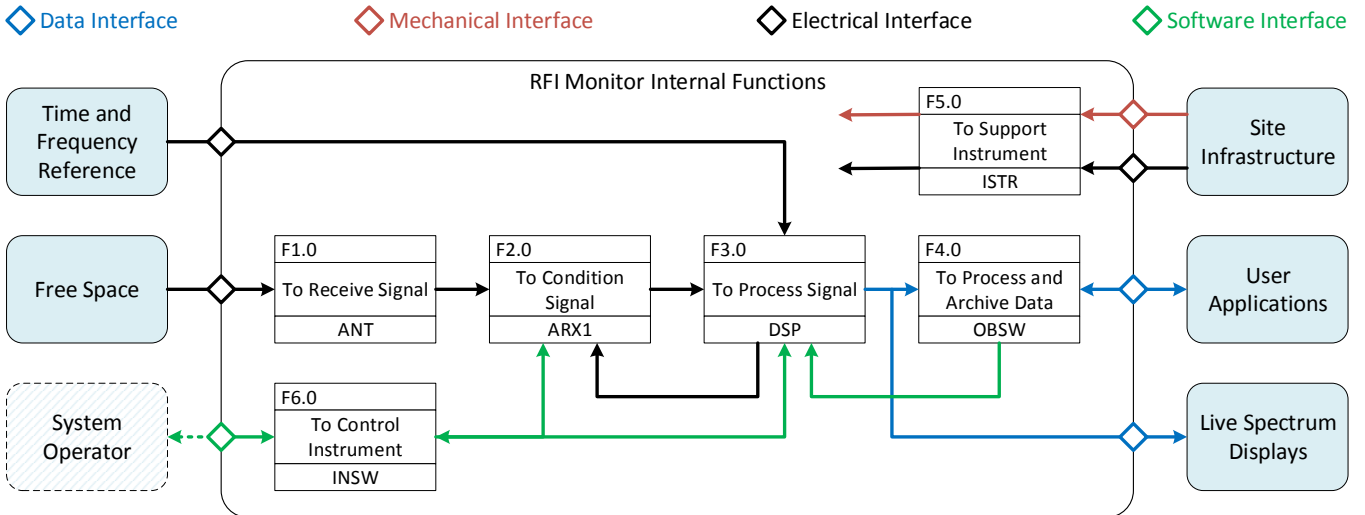 Data Interface
Mechanical Interface
Electrical Interface
Software Interface
RFI Monitor Internal Functions
Time and
Frequency
Reference
F5.0
To Support
Instrument
ISTR
Site
Infrastructure
Free Space
F1.0
To Receive Signal
ANT
F2.0
To Condition
Signal
ARX1
F3.0
To Process Signal
DSP
F4.0
To Process and
Archive Data
OBSW
User
Applications
System
Operator
F6.0
To Control
Instrument
INSW
Live Spectrum
Displays